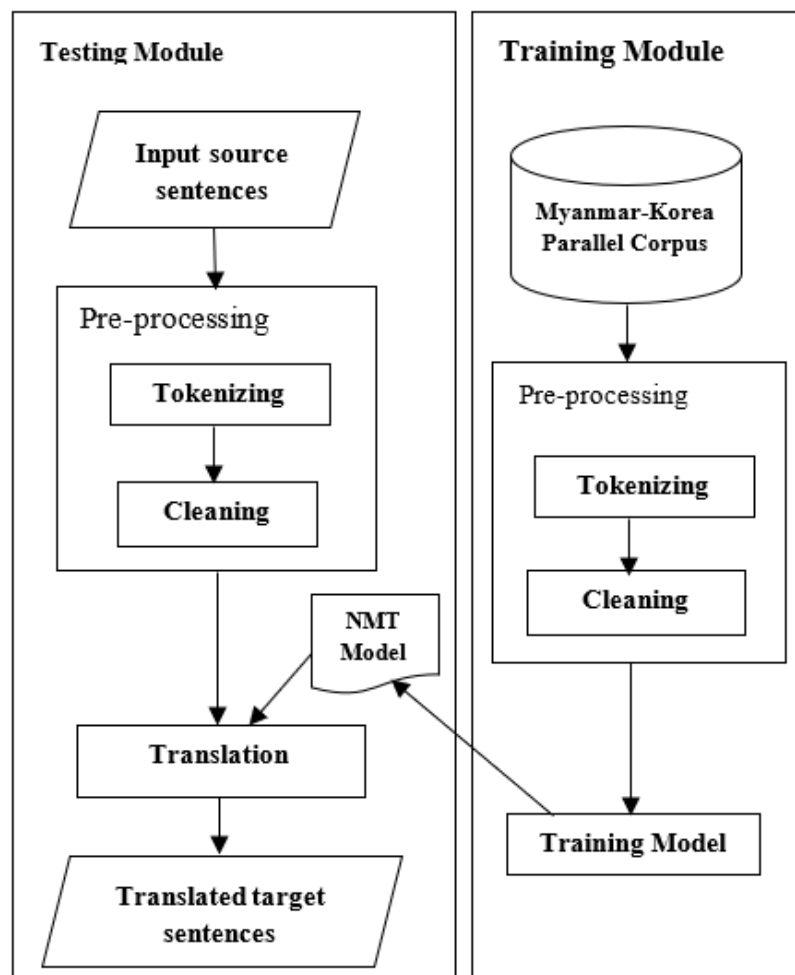 Testing Module
Input source
sentences
Pre-processing
Tokenizing
Cleaning
NMT
Model
Translation
Translated target
sentences
Training Module
Myanmar-Korea
Parallel Corpus
Pre-processing
Tokenizing
Cleaning
Training Model